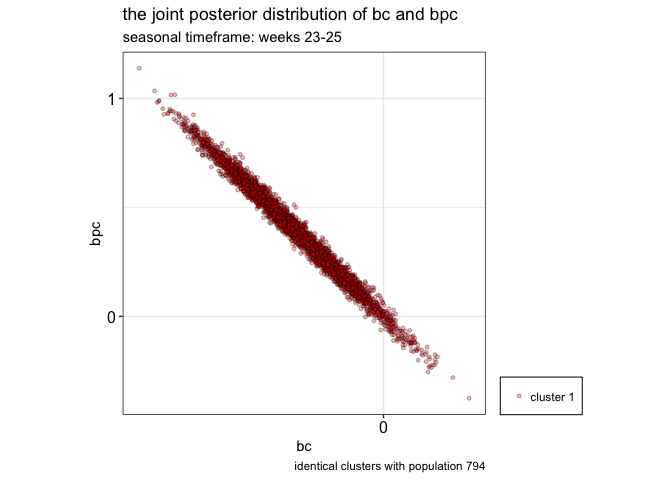 the joint posterior distribution of bc and bpc
seasonal timeframe: weeks 23-25
1
bpc
0
cluster 1
0
bc
identical clusters with population 794